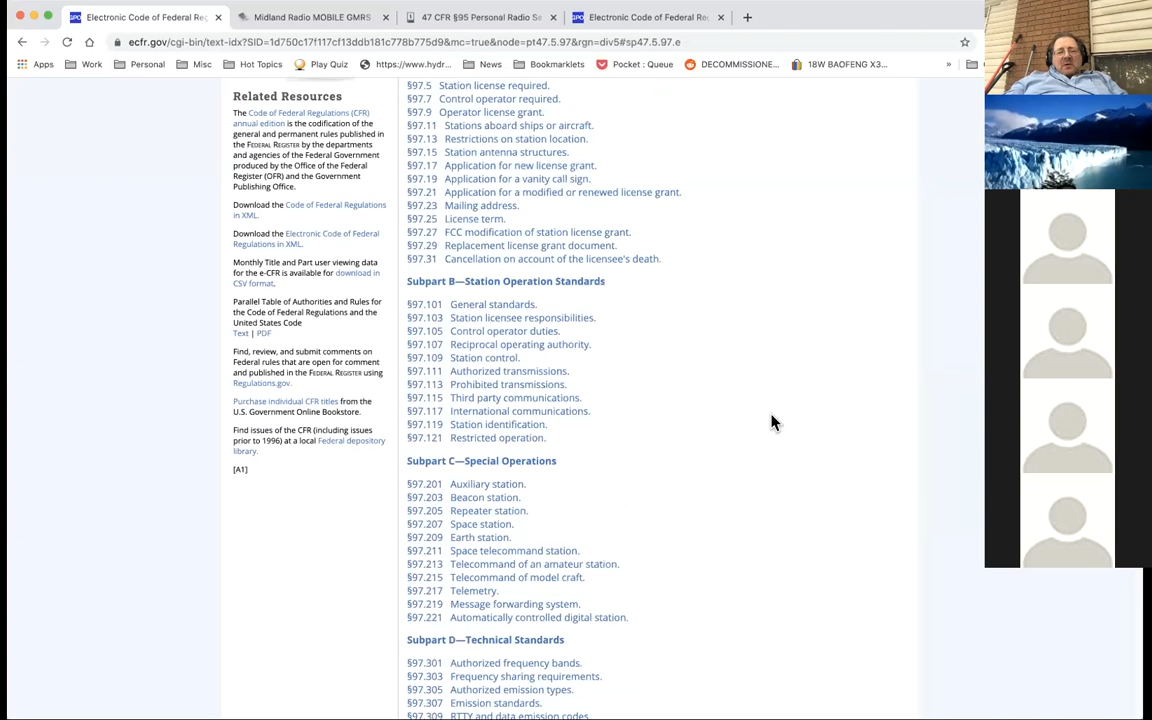 Electronic Code of Federal Reg
Midland Radio MOBILE GMRS
47 CFR §95 Personal Radio Se
Electronic Code of Federal Reg
ecfr.gov/cgi-bin/text-idx?SID=1d750c17f117cf13ddb181c778b775d9&mc=true&node=pt47.5.97&rgn=div5#sp47.5.97.e
Apps
Work
Personal
Misc
Hot Topics
Play Quiz
https://www.hydr...
News
Bookmarklets
Pocket : Queue
DECOMMISSIONE...
18W BAOFENG X3...
»
Related Resources
The Code of Federal Regulations (CFR)
annual edition is the codification of the
general and permanent rules published in
the FEDERAL REGISTER by the departments
and agencies of the Federal Government
produced by the Office of the Federal
Register (OFR) and the Government
Publishing Office.
Download the Code of Federal Regulations
in XML.
Download the Electronic Code of Federal
Regulations in XML.
Monthly Title and Part user viewing data
for the e-CFR is available for download in
CSV format.
Parallel Table of Authorities and Rules for
the Code of Federal Regulations and the
United States Code
Text | PDF
Find, review, and submit comments on
Federal rules that are open for comment
and published in the FEDERAL REGISTER using
Regulations.gov.
Purchase individual CFR titles from the
U.S. Government Online Bookstore.
Find issues of the CFR (including issues
prior to 1996) at a local Federal depository
library.
[A1]
§97.5 Station license required.
§97.7 Control operator required.
§97.9 Operator license grant.
§97.11 Stations aboard ships or aircraft.
§97.13 Restrictions on station location.
§97.15 Station antenna structures.
§97.17 Application for new license grant.
§97.19 Application for a vanity call sign.
§97.21 Application for a modified or renewed license grant.
§97.23 Mailing address.
§97.25 License term.
§97.27 FCC modification of station license grant.
§97.29 Replacement license grant document.
§97.31 Cancellation on account of the licensee's death.
Subpart B—Station Operation Standards
§97.101 General standards.
§97.103 Station licensee responsibilities.
§97.105 Control operator duties.
§97.107 Reciprocal operating authority.
§97.109 Station control.
§97.111 Authorized transmissions.
§97.113 Prohibited transmissions.
§97.115 Third party communications.
§97.117 International communications.
§97.119 Station identification.
§97.121 Restricted operation.
Subpart C—Special Operations
§97.201 Auxiliary station.
§97.203 Beacon station.
§97.205 Repeater station.
§97.207 Space station.
§97.209 Earth station.
§97.211 Space telecommand station.
§97.213 Telecommand of an amateur station.
§97.215 Telecommand of model craft.
§97.217 Telemetry.
§97.219 Message forwarding system.
§97.221 Automatically controlled digital station.
Subpart D—Technical Standards
§97.301 Authorized frequency bands.
§97.303 Frequency sharing requirements.
§97.305 Authorized emission types.
§97.307 Emission standards.
§97.309 RTTY and data emission codes.